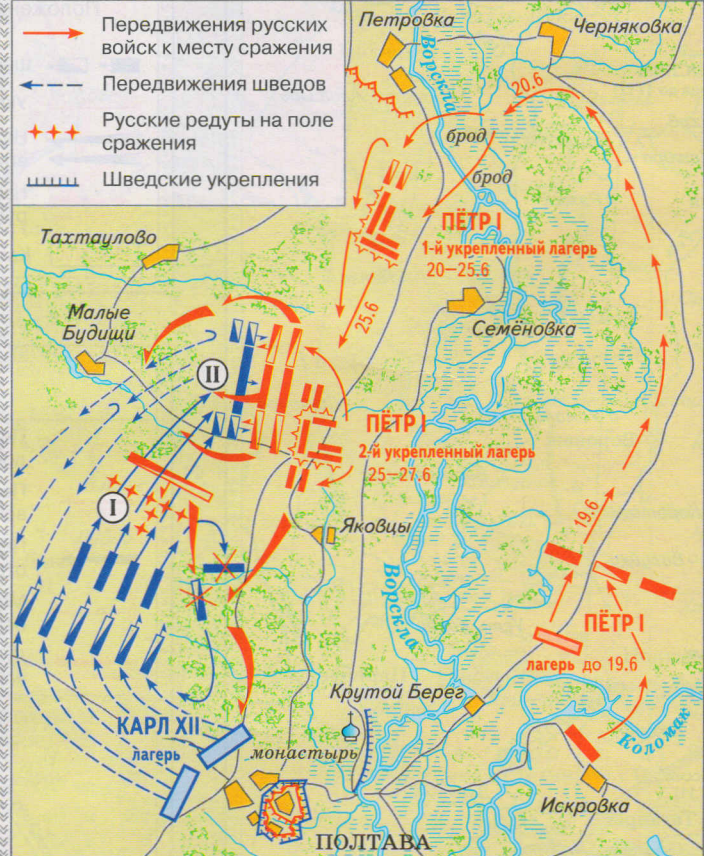 Передвижения русских
войск к месту сражения
Передвижения шведов
Русские редуты на поле
сражения
Шведские укрепления
Петровка
Черняковка
Ворскла
20.6
брод
брод
ПЁТР I
1-й укрепленный лагерь
20–25.6
Тахтаулово
25.6
Семёновка
Малые
Будищи
II
ПЁТР I
2-й укрепленный лагерь
25–27.6
I
Яковцы
19.6
Ворскла
ПЁТР I
лагерь до 19.6
Крутой Берег
КАРЛ XII
лагерь
монастырь
Коломак
Искровка
ПОЛТАВА